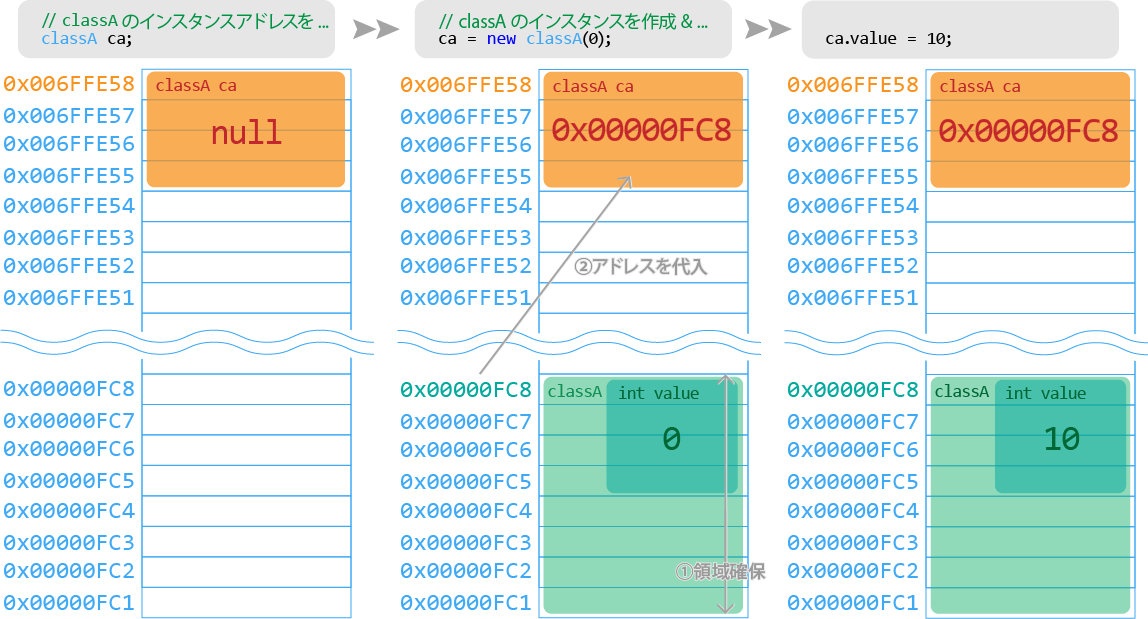 // classA のインスタンスアドレスを ...
classA ca;
0x006FFE58
classA ca
0x006FFE57
null
0x006FFE56
0x006FFE55
0x006FFE54
0x006FFE53
0x006FFE52
0x006FFE51
0x00000FC8
0x00000FC7
0x00000FC6
0x00000FC5
0x00000FC4
0x00000FC3
0x00000FC2
0x00000FC1
// classA のインスタンスを作成 & ...
ca = new classA(0);
0x006FFE58
classA ca
0x006FFE57
0x00000FC8
0x006FFE56
0x006FFE55
0x006FFE54
0x006FFE53
0x006FFE52
②アドレスを代入
0x006FFE51
0x00000FC8
classA
int value
0x00000FC7
0
0x00000FC6
0x00000FC5
0x00000FC4
0x00000FC3
0x00000FC2
①領域確保
0x00000FC1
ca.value = 10;
0x006FFE58
classA ca
0x006FFE57
0x00000FC8
0x006FFE56
0x006FFE55
0x006FFE54
0x006FFE53
0x006FFE52
0x006FFE51
0x00000FC8
classA
int value
0x00000FC7
10
0x00000FC6
0x00000FC5
0x00000FC4
0x00000FC3
0x00000FC2
0x00000FC1